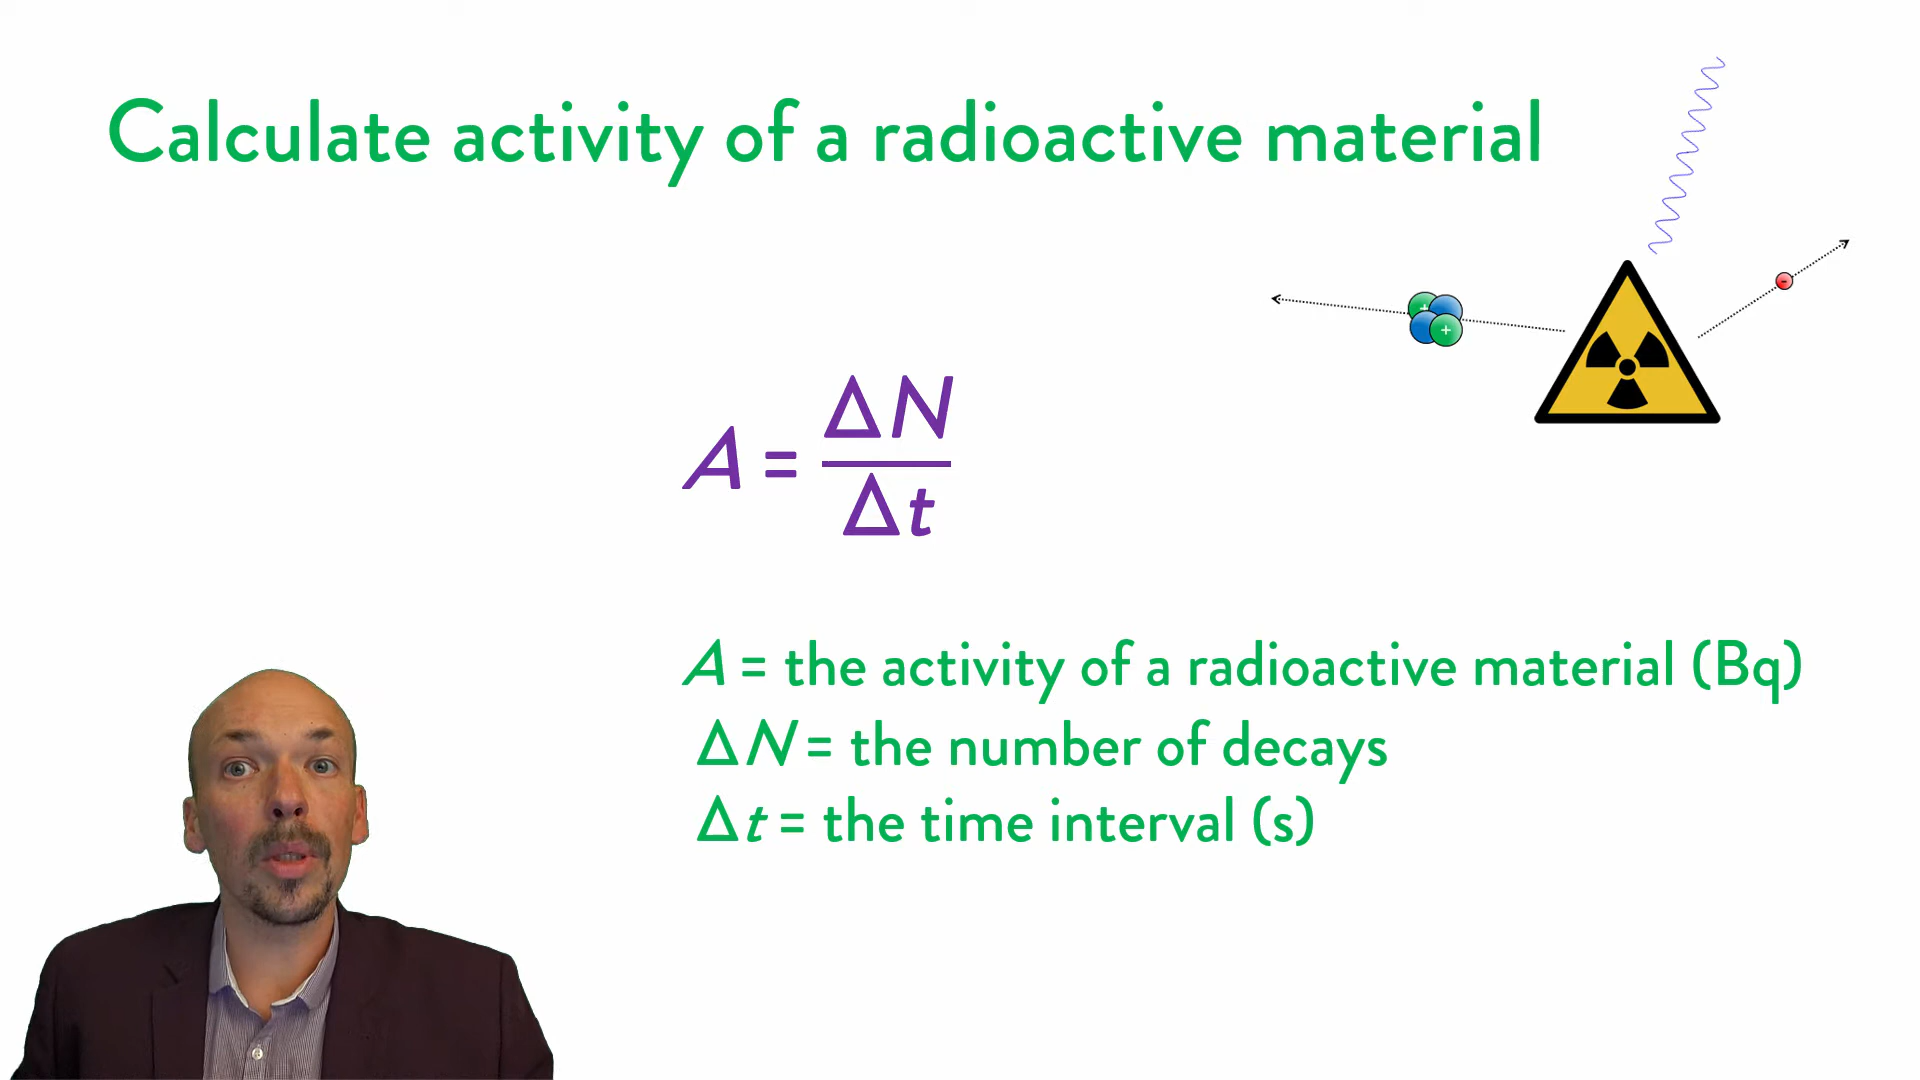 Calculate activity of a radioactive material
A = ΔN/Δt
A = the activity of a radioactive material (Bq)
ΔN = the number of decays
Δt = the time interval (s)
+
+
-